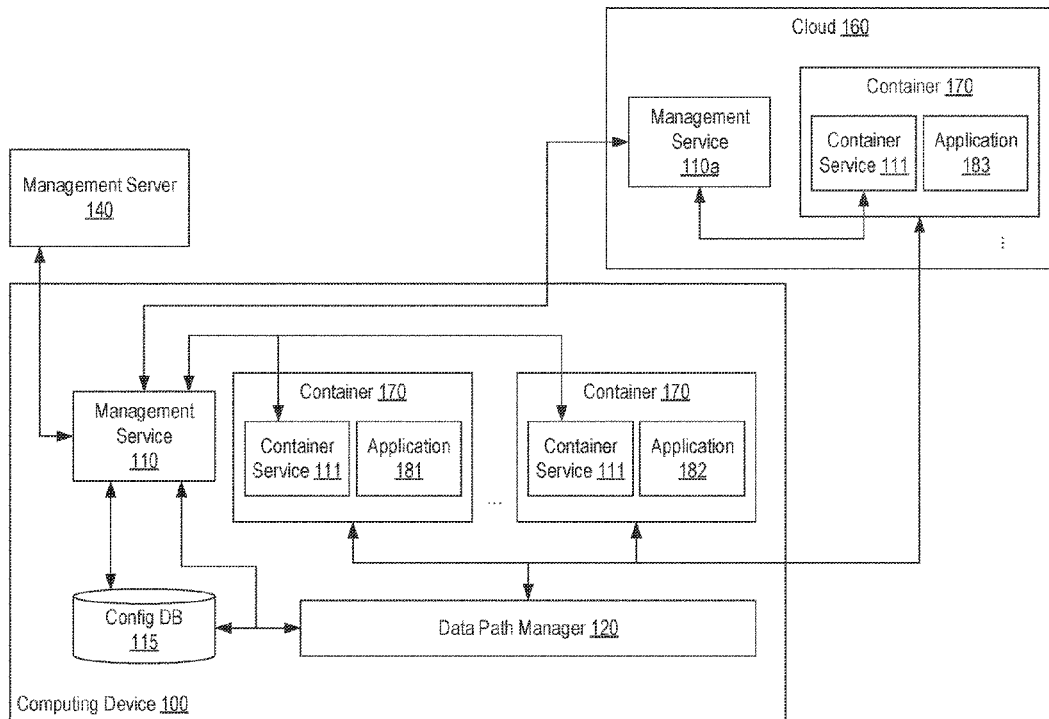 Cloud 160
Container 170
Management
Service
110a
Container
Service 111
Application
183
⋮
Management Server
140
Container 170
Container 170
Management
Service
110
Container
Service 111
Application
181
...
Container
Service 111
Application
182
Config DB
115
Data Path Manager 120
Computing Device 100